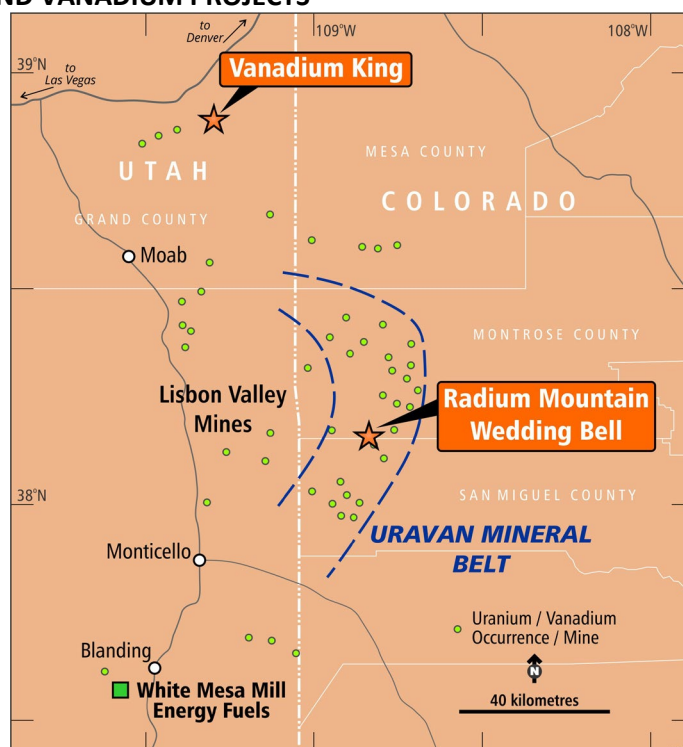 ND VANADIUM PROJECTS
to
Denver
109°W
108°W
39°N
to
Las Vegas
Vanadium King
MESA COUNTY
UTAH
COLORADO
GRAND COUNTY
Moab
MONTROSE COUNTY
Lisbon Valley
Mines
Radium Mountain
Wedding Bell
38°N
SAN MIGUEL COUNTY
URAVAN MINERAL
BELT
Monticello
Uranium / Vanadium
Occurrence / Mine
Blanding
N
White Mesa Mill
Energy Fuels
40 kilometres